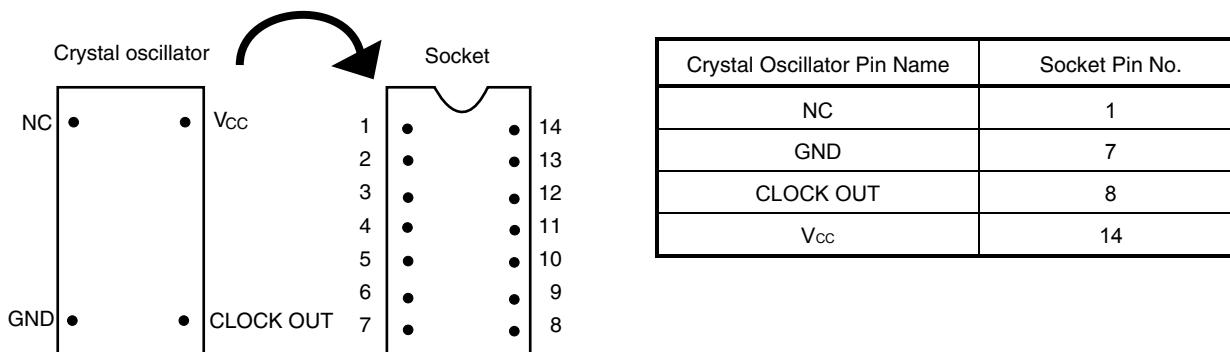 Crystal oscillator
NC
VCC
GND
CLOCK OUT
Socket
1
2
3
4
5
6
7
14
13
12
11
10
9
8
Crystal Oscillator Pin Name Socket Pin No.
NC 1
GND 7
CLOCK OUT 8
VCC 14